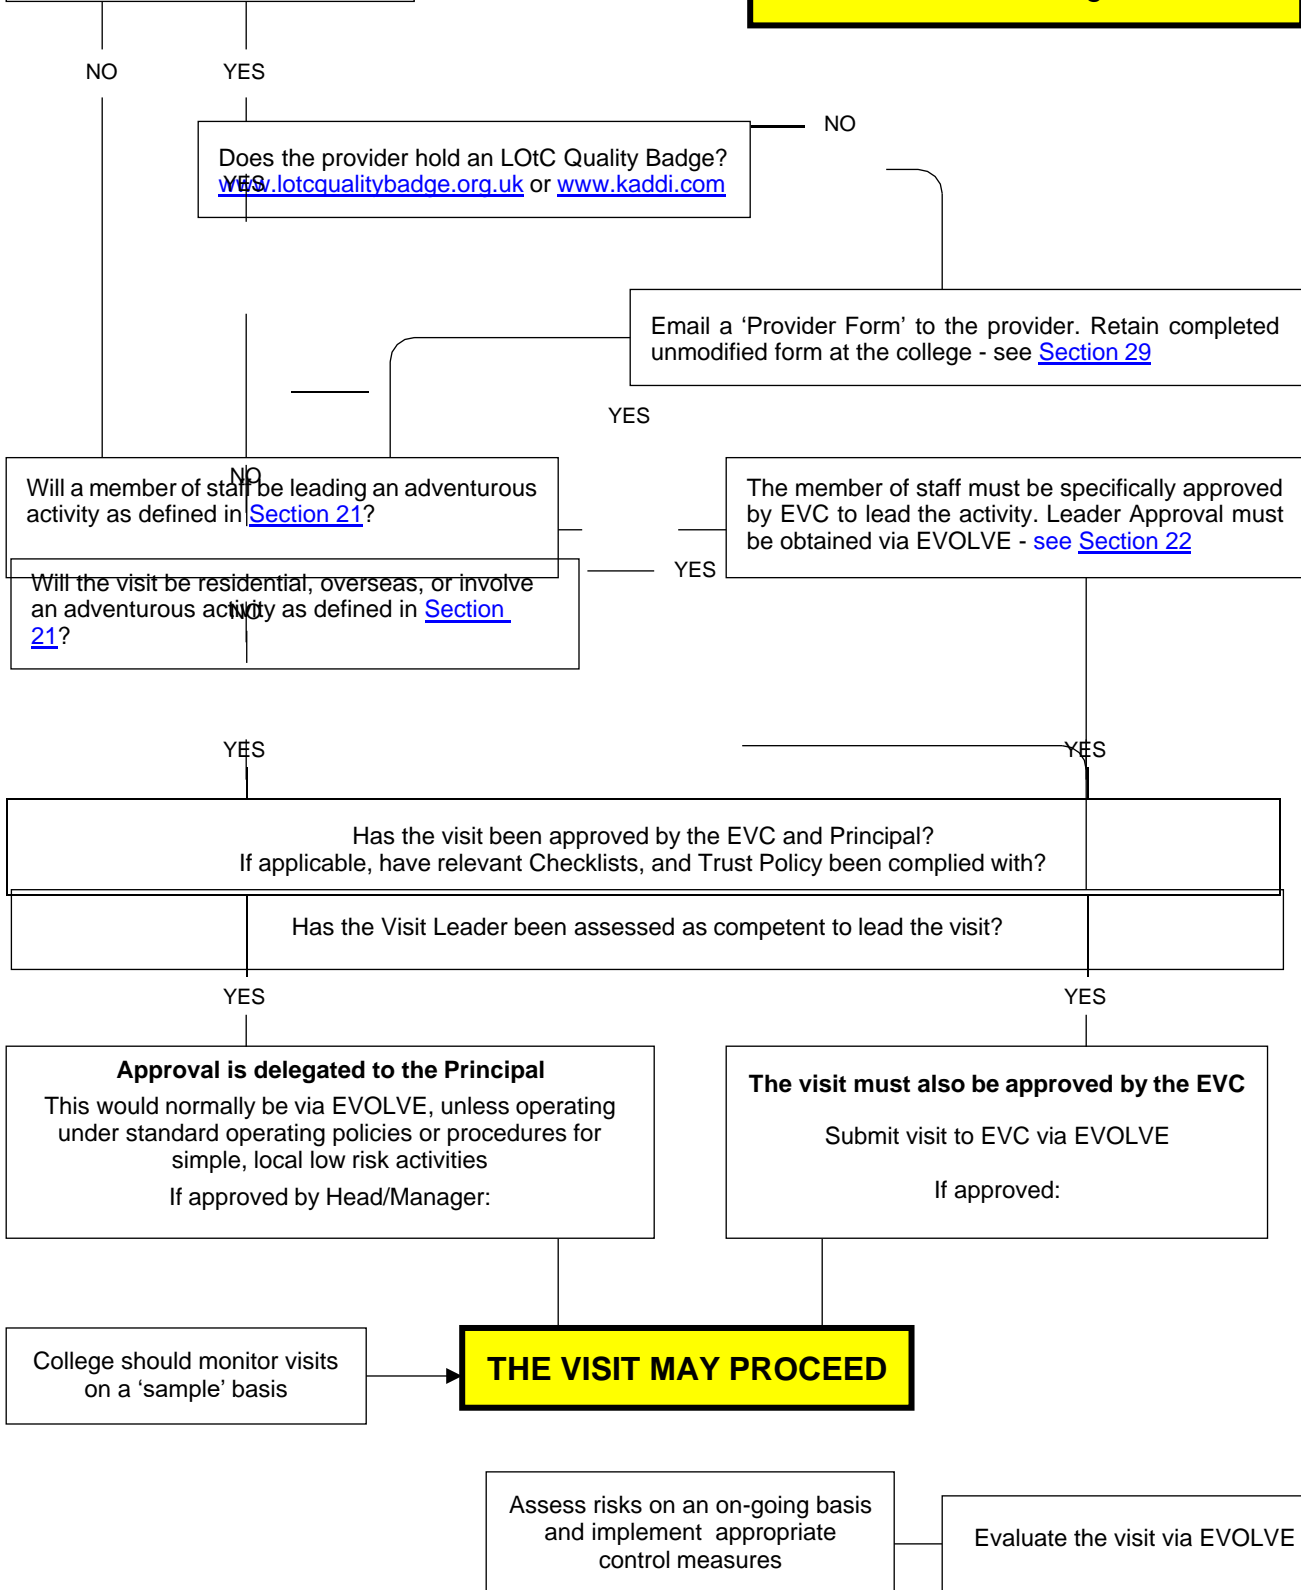 NO
YES
NO
Does the provider hold an LOtC Quality Badge?
www.lotcqualitybadge.org.uk or www.kaddi.com
YES
Email a ‘Provider Form’ to the provider. Retain completed
unmodified form at the college - see Section 29
YES
Will a member of staff be leading an adventurous
activity as defined in Section 21?
NO
The member of staff must be specifically approved
by EVC to lead the activity. Leader Approval must
be obtained via EVOLVE - see Section 22
YES
Will the visit be residential, overseas, or involve
an adventurous activity as defined in Section
21?
NO
YES
YES
Has the visit been approved by the EVC and Principal?
If applicable, have relevant Checklists, and Trust Policy been complied with?
Has the Visit Leader been assessed as competent to lead the visit?
YES
YES
Approval is delegated to the Principal
This would normally be via EVOLVE, unless operating
under standard operating policies or procedures for
simple, local low risk activities
If approved by Head/Manager:
The visit must also be approved by the EVC
Submit visit to EVC via EVOLVE
If approved:
College should monitor visits
on a ‘sample’ basis
THE VISIT MAY PROCEED
Assess risks on an on-going basis
and implement appropriate
control measures
Evaluate the visit via EVOLVE